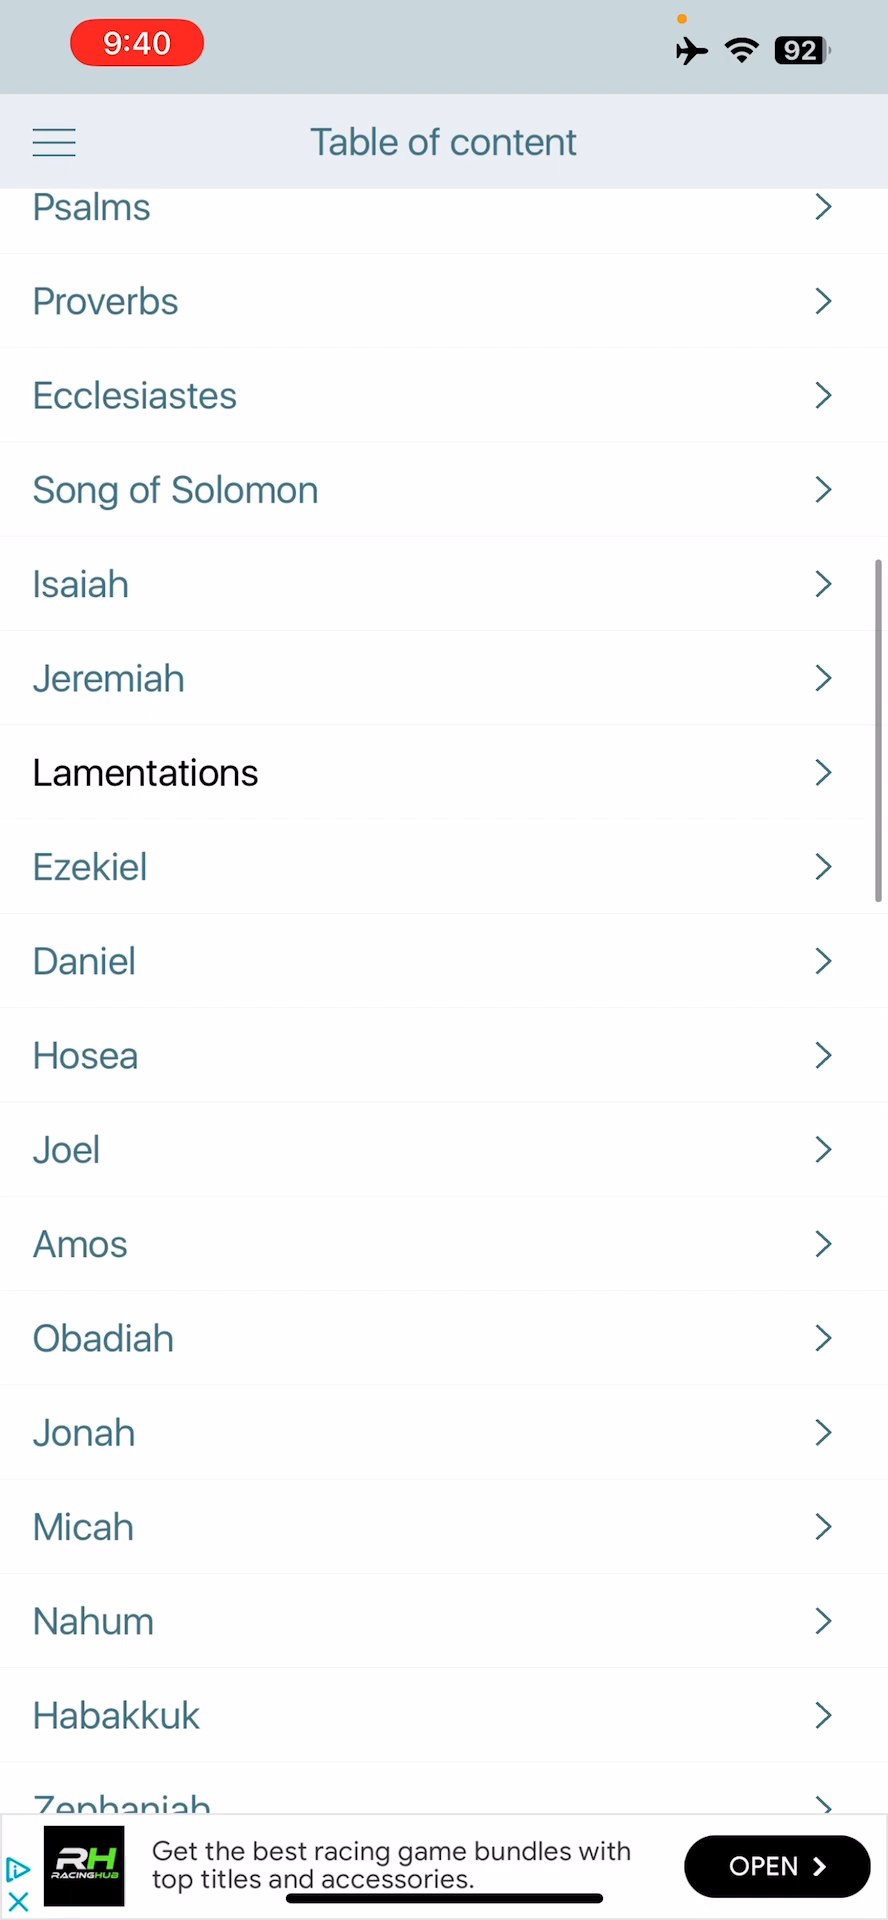 9:40
92
Table of content
Psalms
Proverbs
Ecclesiastes
Song of Solomon
Isaiah
Jeremiah
Lamentations
Ezekiel
Daniel
Hosea
Joel
Amos
Obadiah
Jonah
Micah
Nahum
Habakkuk
Zephaniah
RH
RACINGHUB
Get the best racing game bundles with
top titles and accessories.
OPEN